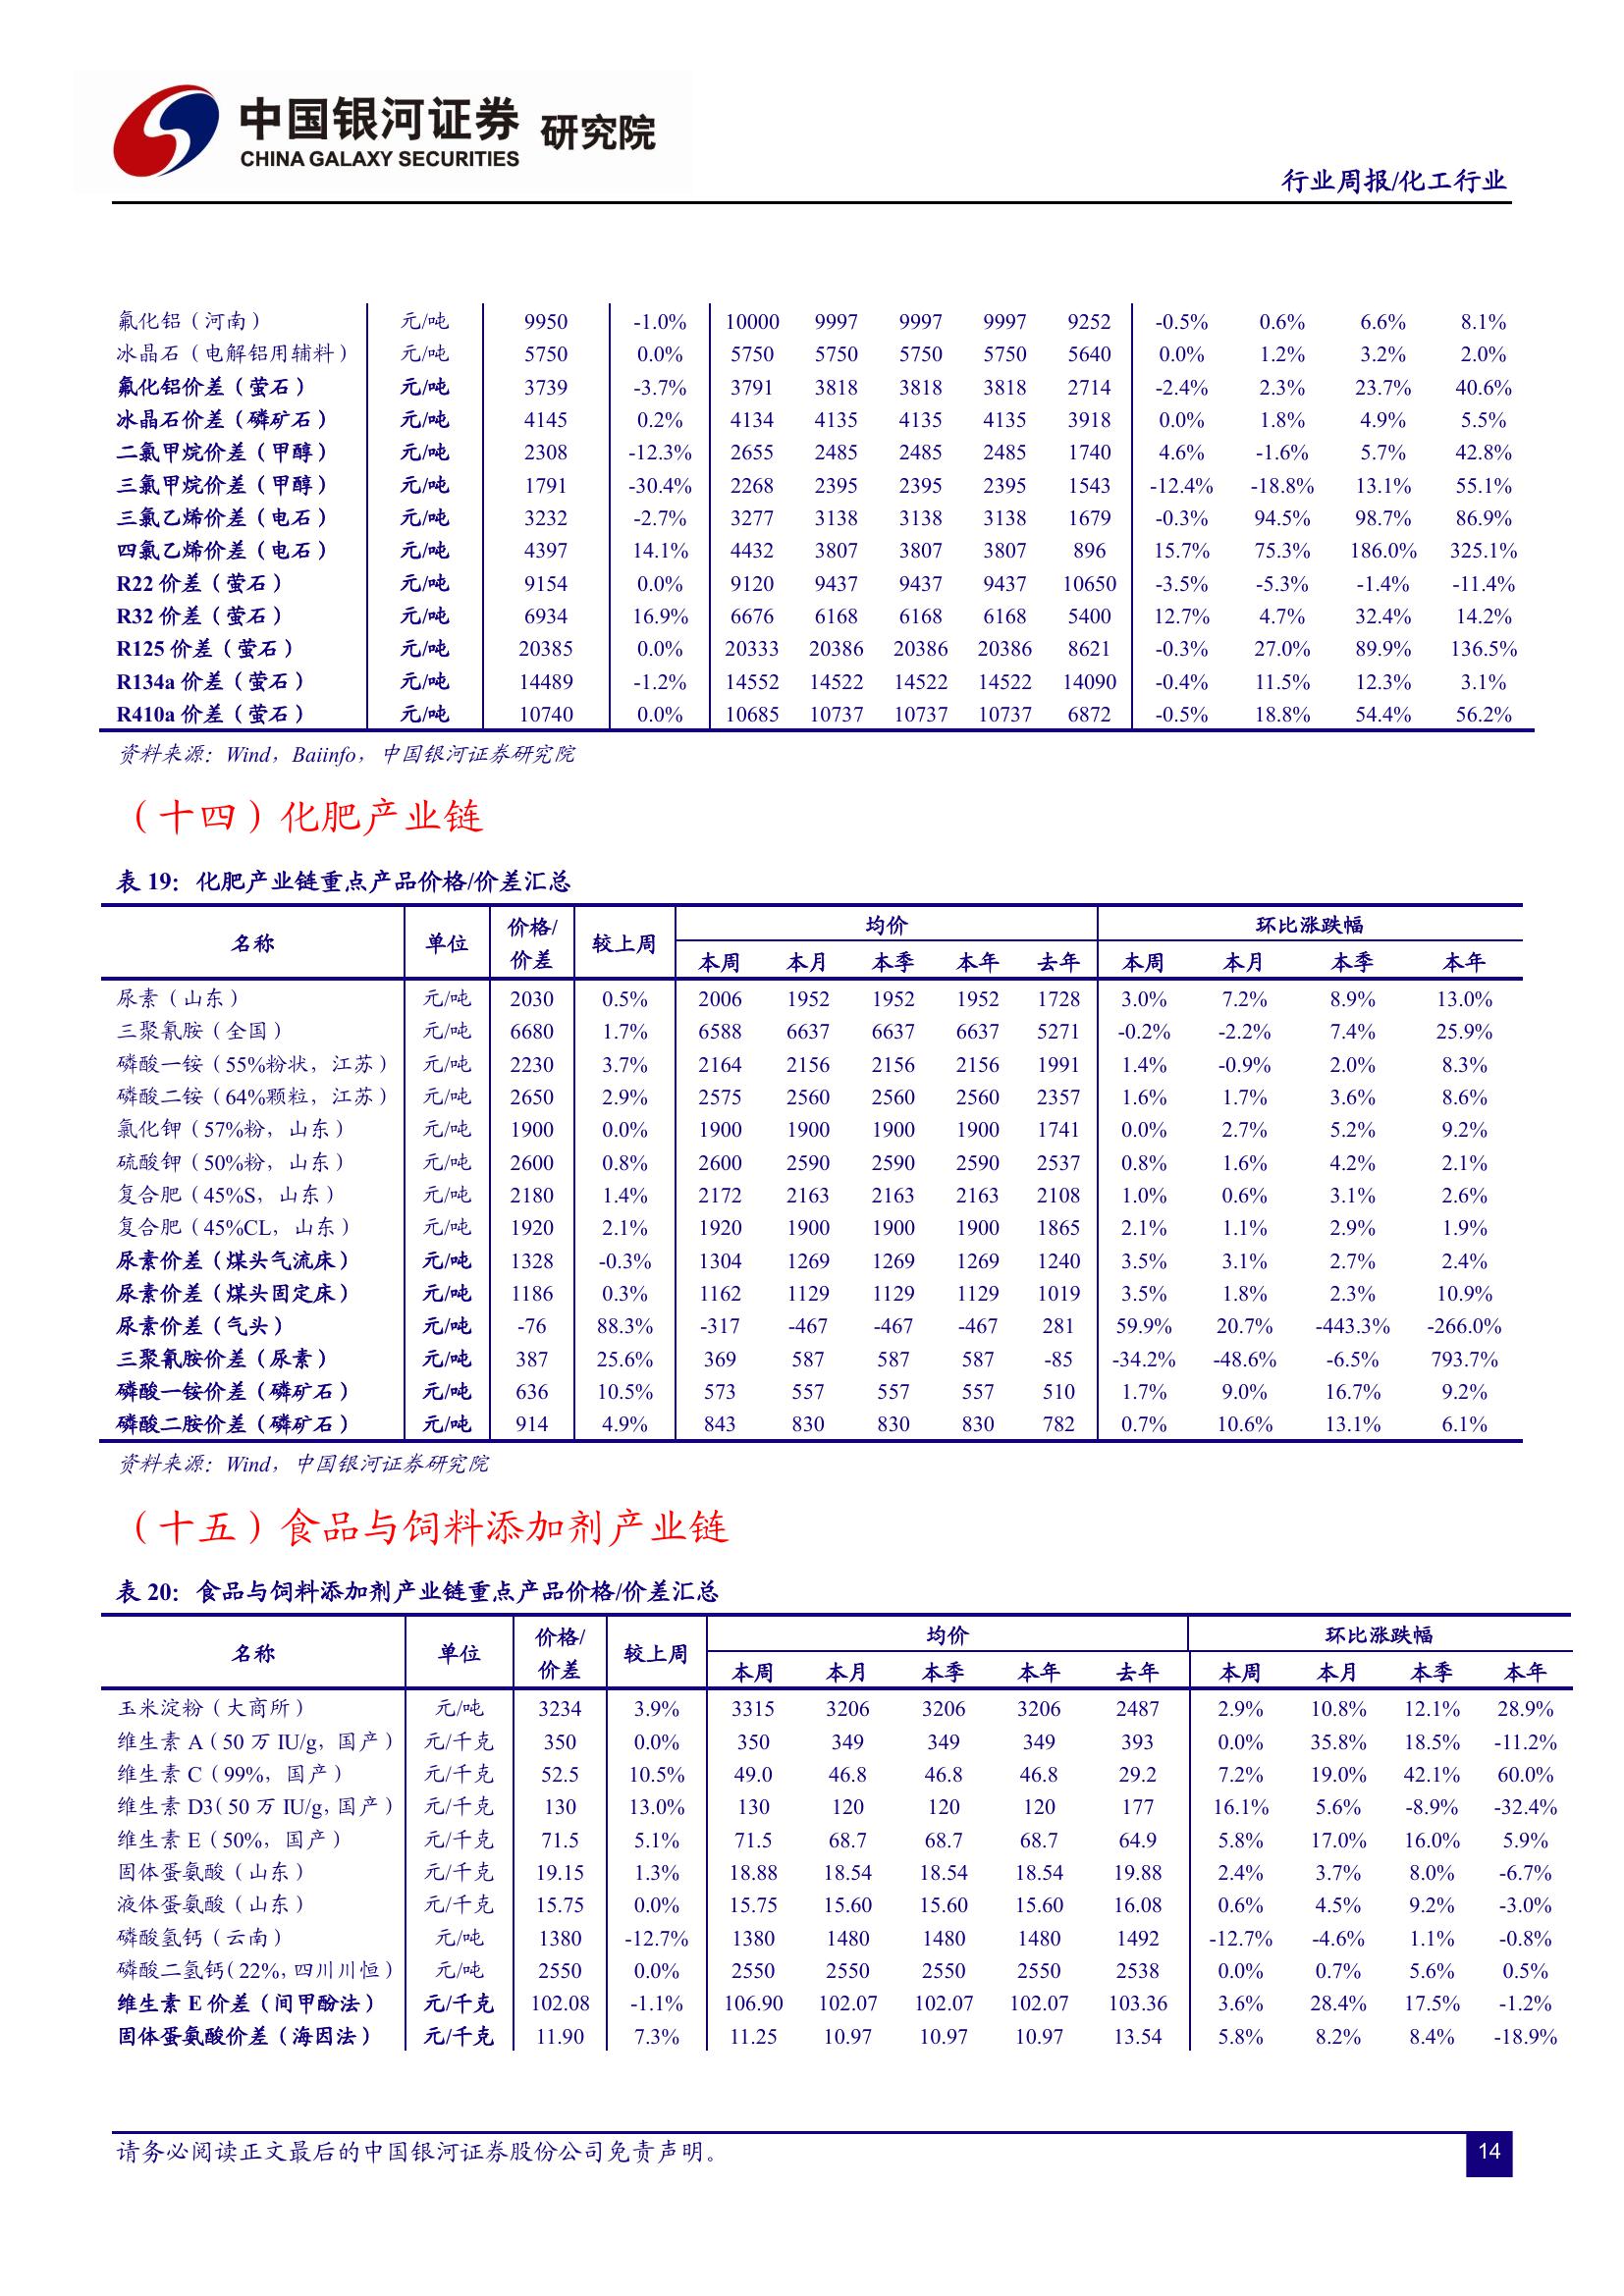 中国银河证券 研究院
CHINA GALAXY SECURITIES
行业周报/化工行业
氟化铝（河南） 元/吨 9950 -1.0% 10000 9997 9997 9997 9252 -0.5% 0.6% 6.6% 8.1%
冰晶石（电解铝用辅料） 元/吨 5750 0.0% 5750 5750 5750 5750 5640 0.0% 1.2% 3.2% 2.0%
氟化铝价差（萤石） 元/吨 3739 -3.7% 3791 3818 3818 3818 2714 -2.4% 2.3% 23.7% 40.6%
冰晶石价差（磷矿石） 元/吨 4145 0.2% 4134 4135 4135 4135 3918 0.0% 1.8% 4.9% 5.5%
二氯甲烷价差（甲醇） 元/吨 2308 -12.3% 2655 2485 2485 2485 1740 4.6% -1.6% 5.7% 42.8%
三氯甲烷价差（甲醇） 元/吨 1791 -30.4% 2268 2395 2395 2395 1543 -12.4% -18.8% 13.1% 55.1%
三氯乙烯价差（电石） 元/吨 3232 -2.7% 3277 3138 3138 3138 1679 -0.3% 94.5% 98.7% 86.9%
四氯乙烯价差（电石） 元/吨 4397 14.1% 4432 3807 3807 3807 896 15.7% 75.3% 186.0% 325.1%
R22 价差（萤石） 元/吨 9154 0.0% 9120 9437 9437 9437 10650 -3.5% -5.3% -1.4% -11.4%
R32 价差（萤石） 元/吨 6934 16.9% 6676 6168 6168 6168 5400 12.7% 4.7% 32.4% 14.2%
R125 价差（萤石） 元/吨 20385 0.0% 20333 20386 20386 20386 8621 -0.3% 27.0% 89.9% 136.5%
R134a 价差（萤石） 元/吨 14489 -1.2% 14552 14522 14522 14522 14090 -0.4% 11.5% 12.3% 3.1%
R410a 价差（萤石） 元/吨 10740 0.0% 10685 10737 10737 10737 6872 -0.5% 18.8% 54.4% 56.2%
资料来源：Wind，Baiinfo，中国银河证券研究院
（十四）化肥产业链
表 19：化肥产业链重点产品价格/价差汇总
名称 单位 价格/价差 较上周 均价 环比涨跌幅
本周 本月 本季 本年 去年 本周 本月 本季 本年
尿素（山东） 元/吨 2030 0.5% 2006 1952 1952 1952 1728 3.0% 7.2% 8.9% 13.0%
三聚氰胺（全国） 元/吨 6680 1.7% 6588 6637 6637 6637 5271 -0.2% -2.2% 7.4% 25.9%
磷酸一铵（55%粉状，江苏） 元/吨 2230 3.7% 2164 2156 2156 2156 1991 1.4% -0.9% 2.0% 8.3%
磷酸二铵（64%颗粒，江苏） 元/吨 2650 2.9% 2575 2560 2560 2560 2357 1.6% 1.7% 3.6% 8.6%
氯化钾（57%粉，山东） 元/吨 1900 0.0% 1900 1900 1900 1900 1741 0.0% 2.7% 5.2% 9.2%
硫酸钾（50%粉，山东） 元/吨 2600 0.8% 2600 2590 2590 2590 2537 0.8% 1.6% 4.2% 2.1%
复合肥（45%S，山东） 元/吨 2180 1.4% 2172 2163 2163 2163 2108 1.0% 0.6% 3.1% 2.6%
复合肥（45%CL，山东） 元/吨 1920 2.1% 1920 1900 1900 1900 1865 2.1% 1.1% 2.9% 1.9%
尿素价差（煤头气流床） 元/吨 1328 -0.3% 1304 1269 1269 1269 1240 3.5% 3.1% 2.7% 2.4%
尿素价差（煤头固定床） 元/吨 1186 0.3% 1162 1129 1129 1129 1019 3.5% 1.8% 2.3% 10.9%
尿素价差（气头） 元/吨 -76 88.3% -317 -467 -467 -467 281 59.9% 20.7% -443.3% -266.0%
三聚氰胺价差（尿素） 元/吨 387 25.6% 369 587 587 587 -85 -34.2% -48.6% -6.5% 793.7%
磷酸一铵价差（磷矿石） 元/吨 636 10.5% 573 557 557 557 510 1.7% 9.0% 16.7% 9.2%
磷酸二胺价差（磷矿石） 元/吨 914 4.9% 843 830 830 830 782 0.7% 10.6% 13.1% 6.1%
资料来源：Wind，中国银河证券研究院
（十五）食品与饲料添加剂产业链
表 20：食品与饲料添加剂产业链重点产品价格/价差汇总
名称 单位 价格/价差 较上周 均价 环比涨跌幅
本周 本月 本季 本年 去年 本周 本月 本季 本年
玉米淀粉（大商所） 元/吨 3234 3.9% 3315 3206 3206 3206 2487 2.9% 10.8% 12.1% 28.9%
维生素 A（50 万 IU/g，国产） 元/千克 350 0.0% 350 349 349 349 393 0.0% 35.8% 18.5% -11.2%
维生素 C（99%，国产） 元/千克 52.5 10.5% 49.0 46.8 46.8 46.8 29.2 7.2% 19.0% 42.1% 60.0%
维生素 D3（50 万 IU/g，国产） 元/千克 130 13.0% 130 120 120 120 177 16.1% 5.6% -8.9% -32.4%
维生素 E（50%，国产） 元/千克 71.5 5.1% 71.5 68.7 68.7 68.7 64.9 5.8% 17.0% 16.0% 5.9%
固体蛋氨酸（山东） 元/千克 19.15 1.3% 18.88 18.54 18.54 18.54 19.88 2.4% 3.7% 8.0% -6.7%
液体蛋氨酸（山东） 元/千克 15.75 0.0% 15.75 15.60 15.60 15.60 16.08 0.6% 4.5% 9.2% -3.0%
磷酸氢钙（云南） 元/吨 1380 -12.7% 1380 1480 1480 1480 1492 -12.7% -4.6% 1.1% -0.8%
磷酸二氢钙（22%，四川川恒） 元/吨 2550 0.0% 2550 2550 2550 2550 2538 0.0% 0.7% 5.6% 0.5%
维生素 E 价差（间甲酚法） 元/千克 102.08 -1.1% 106.90 102.07 102.07 102.07 103.36 3.6% 28.4% 17.5% -1.2%
固体蛋氨酸价差（海因法） 元/千克 11.90 7.3% 11.25 10.97 10.97 10.97 13.54 5.8% 8.2% 8.4% -18.9%
请务必阅读正文最后的中国银河证券股份公司免责声明。
14